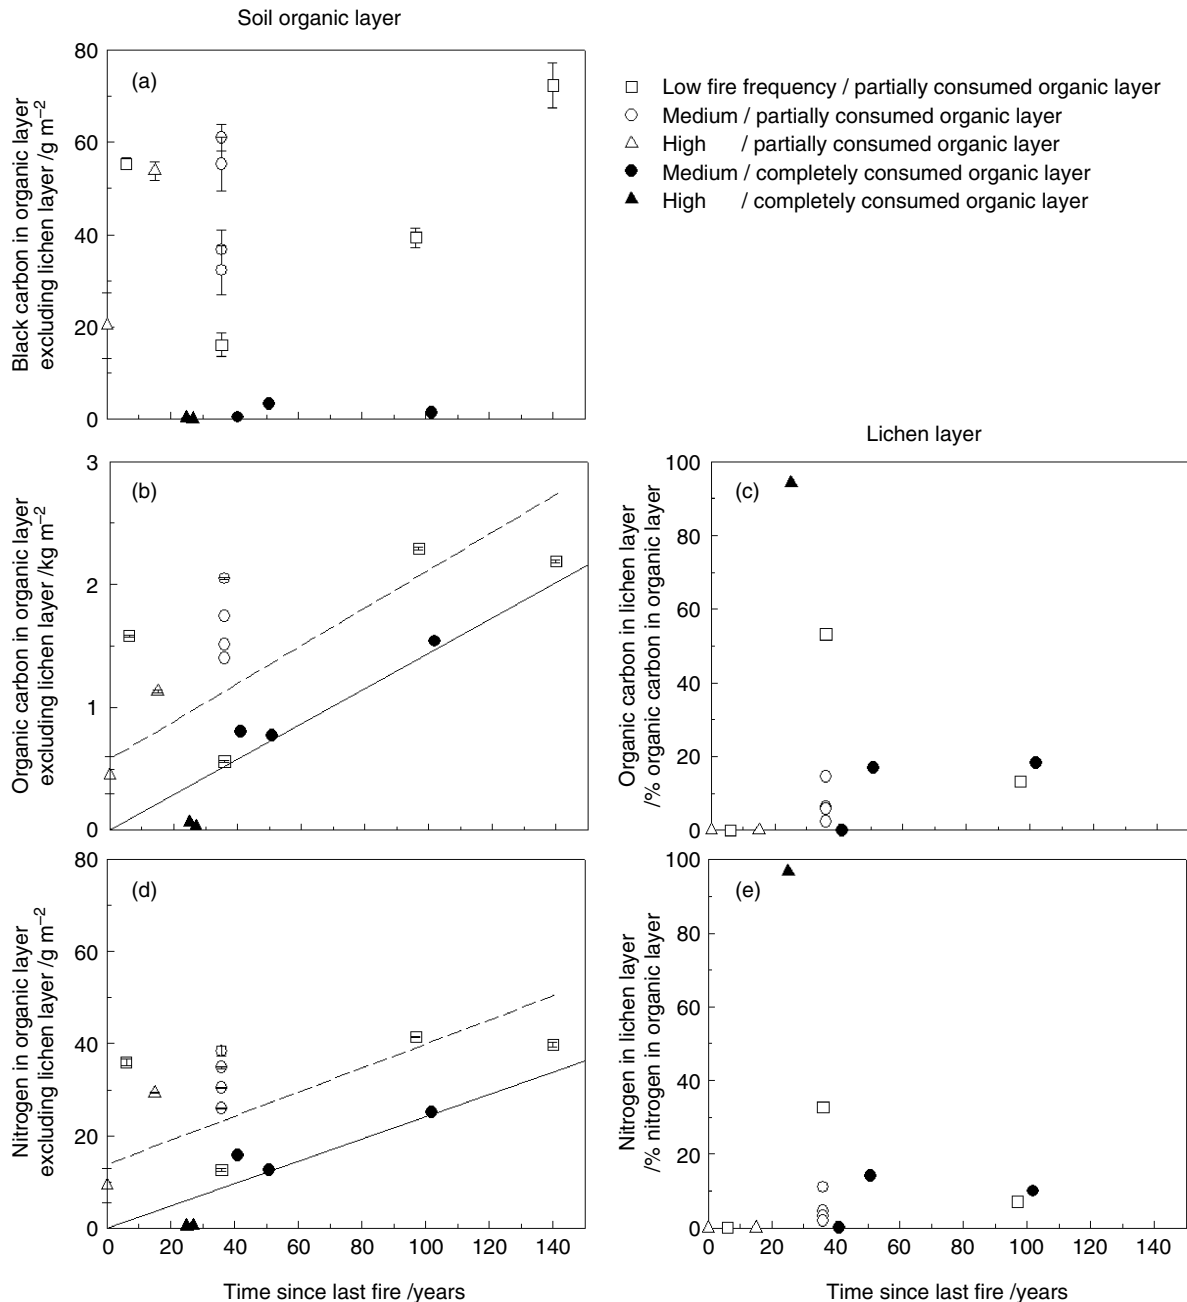 Soil organic layer
80
60
40
20
0
(a)
Black carbon in organic layer
excluding lichen layer /g m−2
Low fire frequency / partially consumed organic layer
Medium / partially consumed organic layer
High / partially consumed organic layer
Medium / completely consumed organic layer
High / completely consumed organic layer
3
2
1
0
(b)
Organic carbon in organic layer
excluding lichen layer /kg m−2
Lichen layer
100
80
60
40
20
0
(c)
Organic carbon in lichen layer
/% organic carbon in organic layer
80
60
40
20
0
(d)
Nitrogen in organic layer
excluding lichen layer /g m−2
0 20 40 60 80 100 120 140
Time since last fire /years
100
80
60
40
20
0
(e)
Nitrogen in lichen layer
/% nitrogen in organic layer
0 20 40 60 80 100 120 140
Time since last fire /years